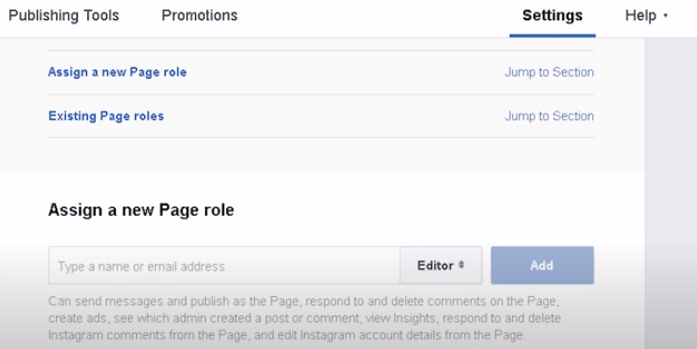 Publishing Tools Promotions Settings Help
Assign a new Page role Jump to Section
Existing Page roles Jump to Section
Assign a new Page role
Type a name or email address Editor Add
Can send messages and publish as the Page, respond to and delete comments on the Page,
create ads, see which admin created a post or comment, view Insights, respond to and delete
Instagram comments from the Page, and edit Instagram account details from the Page.